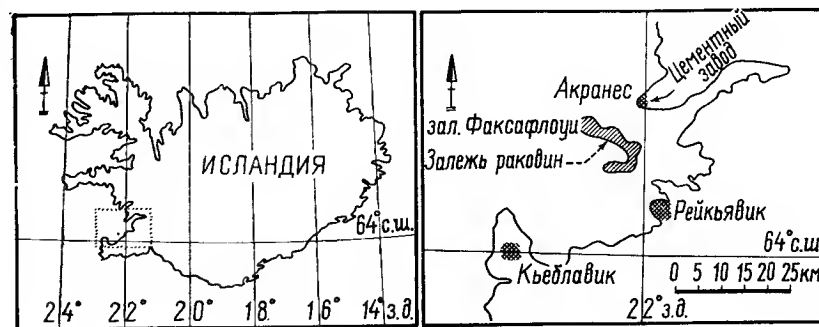 ИСЛАНДИЯ
64°с.ш.
24° 22° 20° 18° 16° 14° з.д.
Цементный
завод
Акранес
зал. Факсафлоуи
Залежь раковин
Рейкьявик
64° с.ш.
Кьеблавик
0 5 10 15 20 25км
22° з.д.